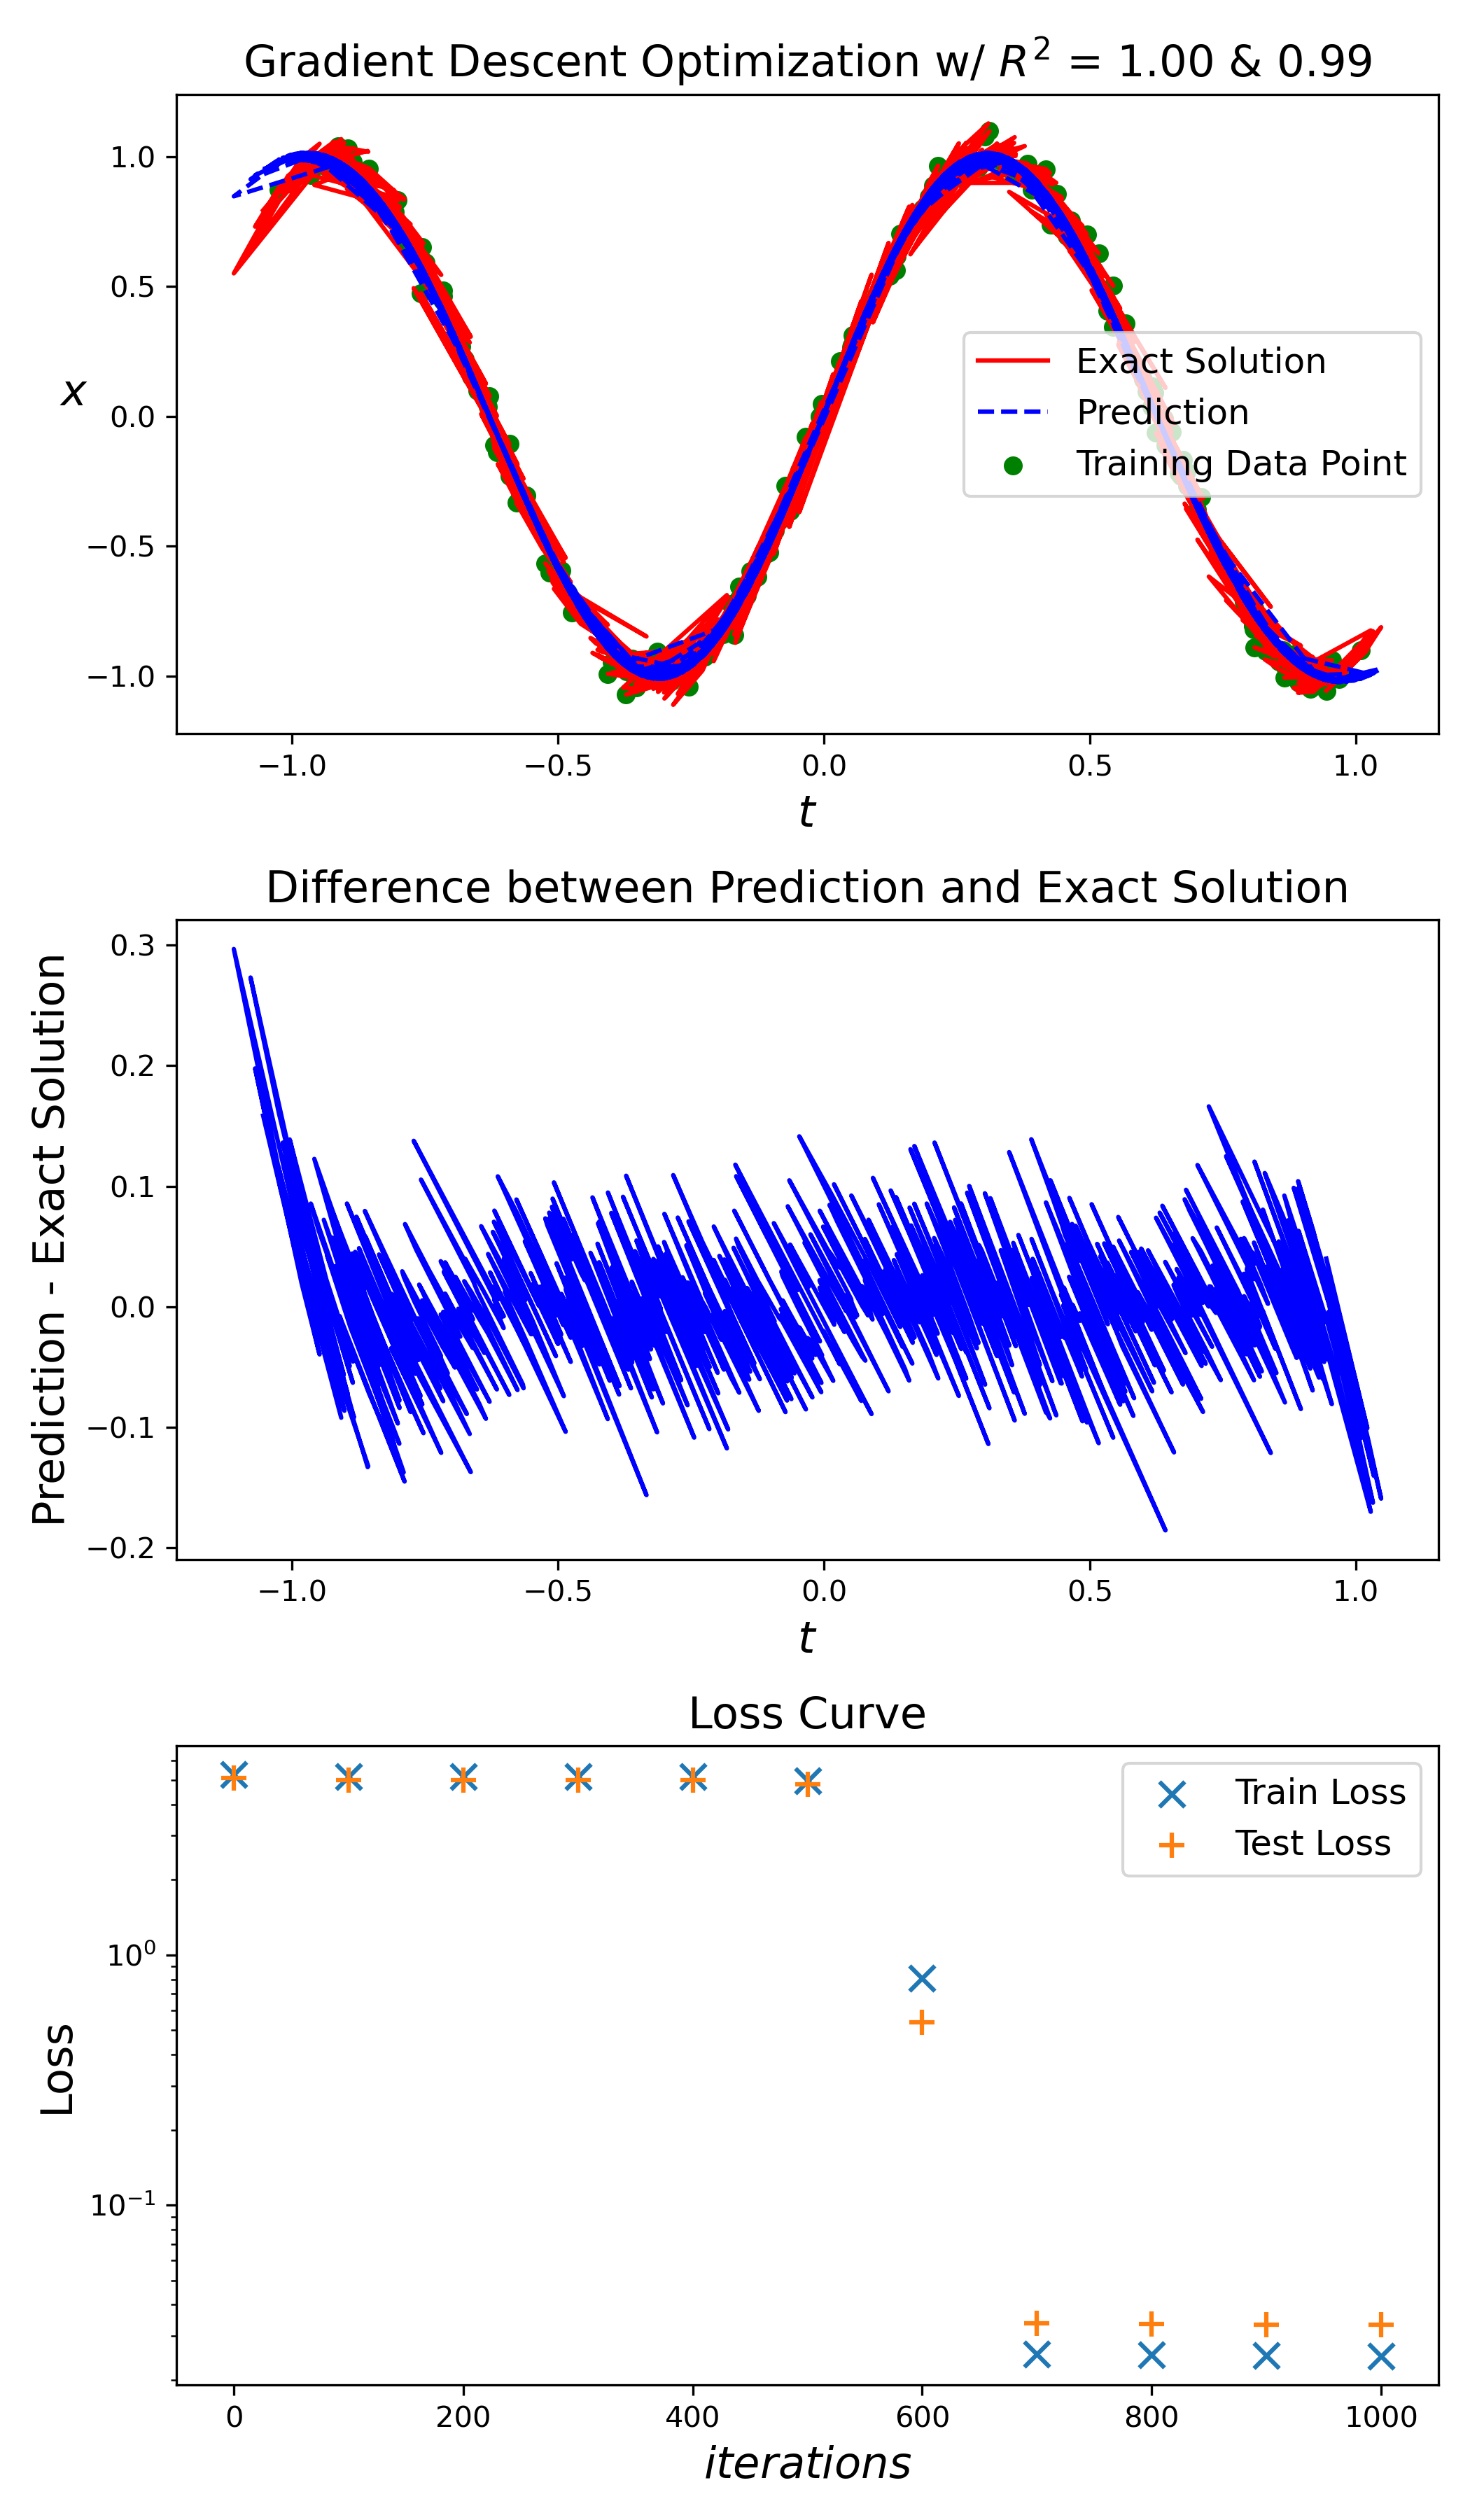 Gradient Descent Optimization w/ R² = 1.00 & 0.99
1.0
0.5
0.0
−0.5
−1.0
x
Exact Solution
Prediction
Training Data Point
−1.0 −0.5 0.0 0.5 1.0
t
Difference between Prediction and Exact Solution
0.3
0.2
0.1
0.0
−0.1
−0.2
Prediction - Exact Solution
−1.0 −0.5 0.0 0.5 1.0
t
Loss Curve
Train Loss
Test Loss
10⁰
10⁻¹
Loss
0 200 400 600 800 1000
iterations